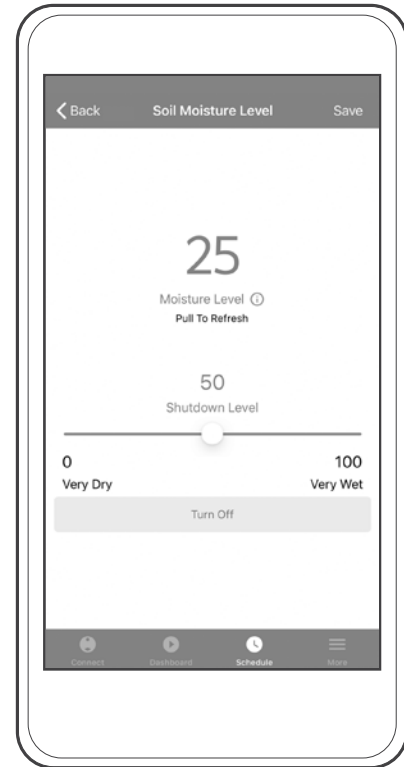 Back Soil Moisture Level Save
25
Moisture Level
Pull To Refresh
50
Shutdown Level
0 100
Very Dry Very Wet
Turn Off
Connect Dashboard Schedule More